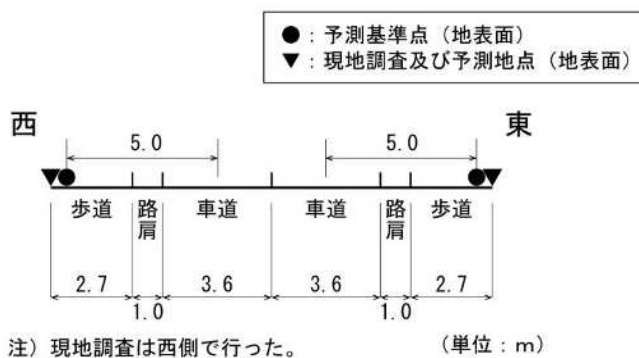 ●：予測基準点（地表面）
▼：現地調査及び予測地点（地表面）
西 東
5.0 5.0
歩道 路肩 車道 車道 路肩 歩道
2.7 3.6 3.6 2.7
1.0 1.0
注）現地調査は西側で行った。 （単位：m）